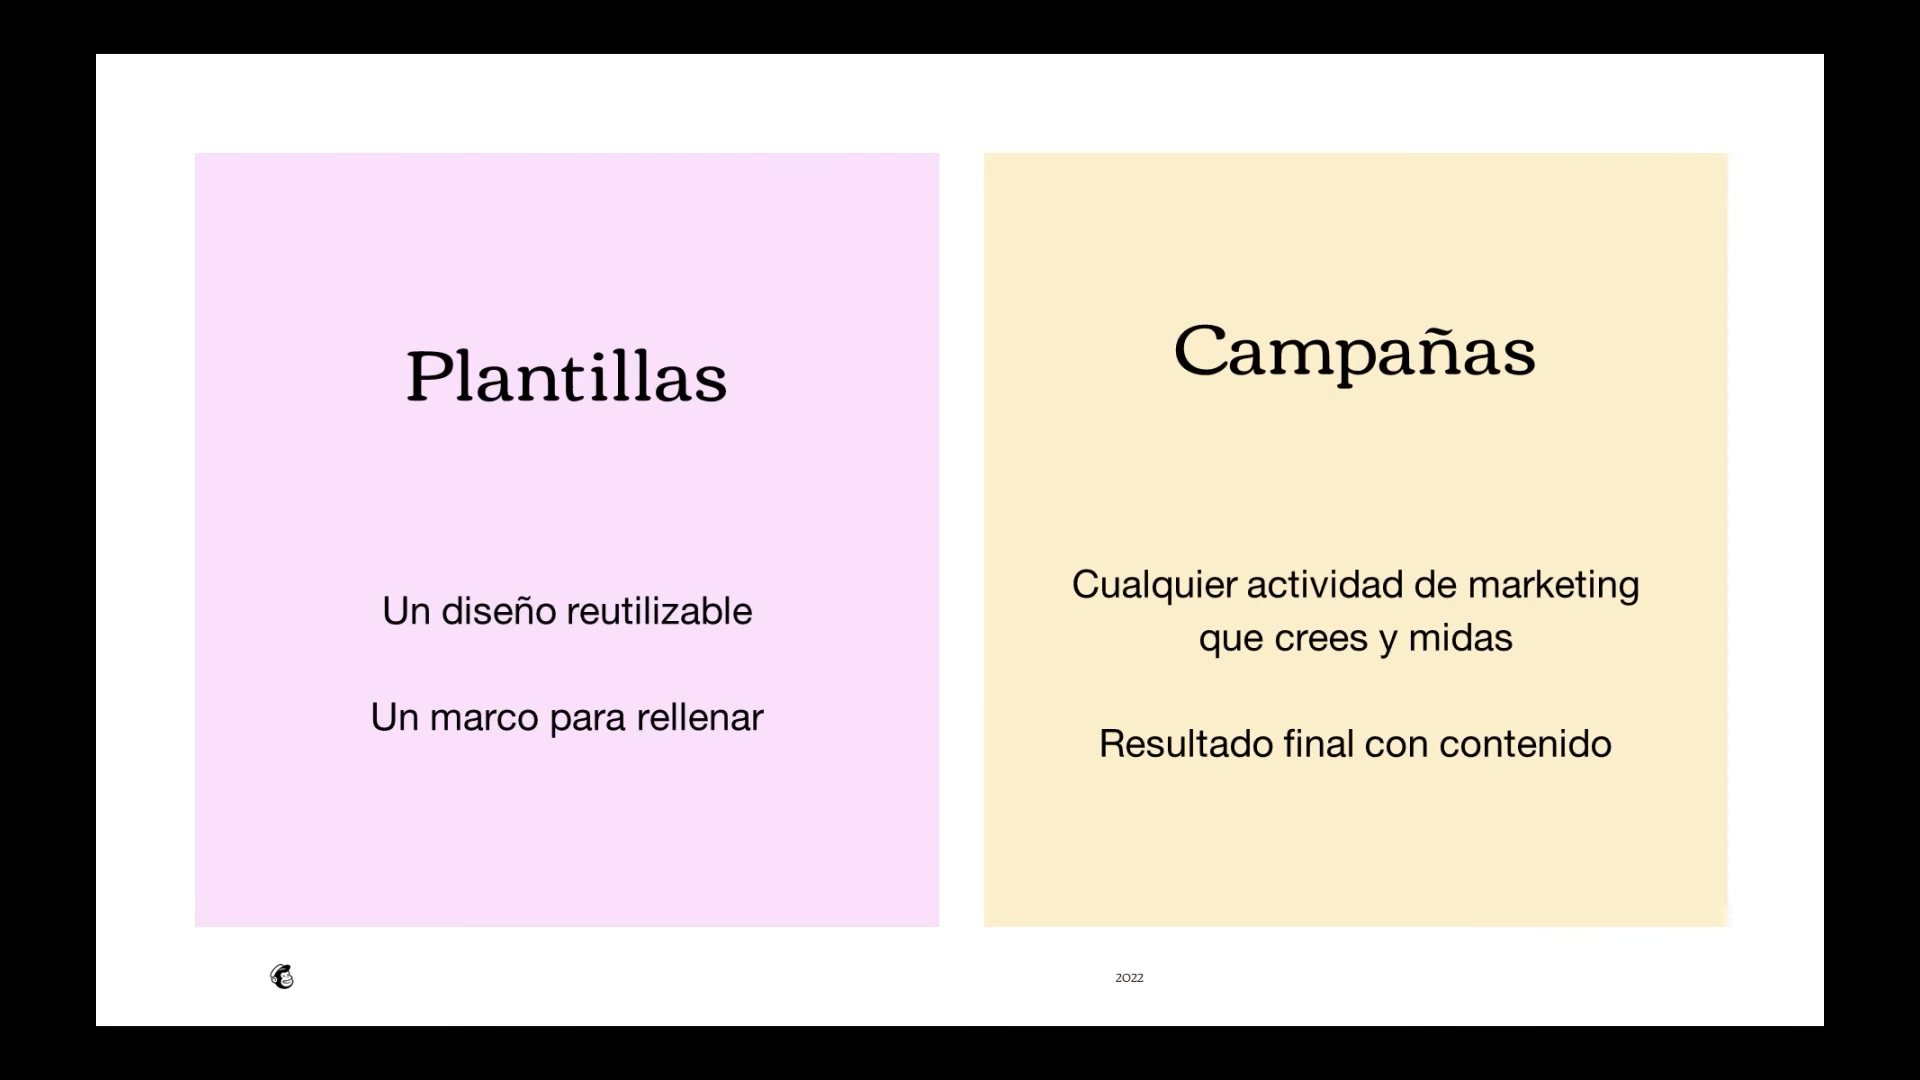 Plantillas
Un diseño reutilizable
Un marco para rellenar
Campañas
Cualquier actividad de marketing
que crees y midas
Resultado final con contenido
2022